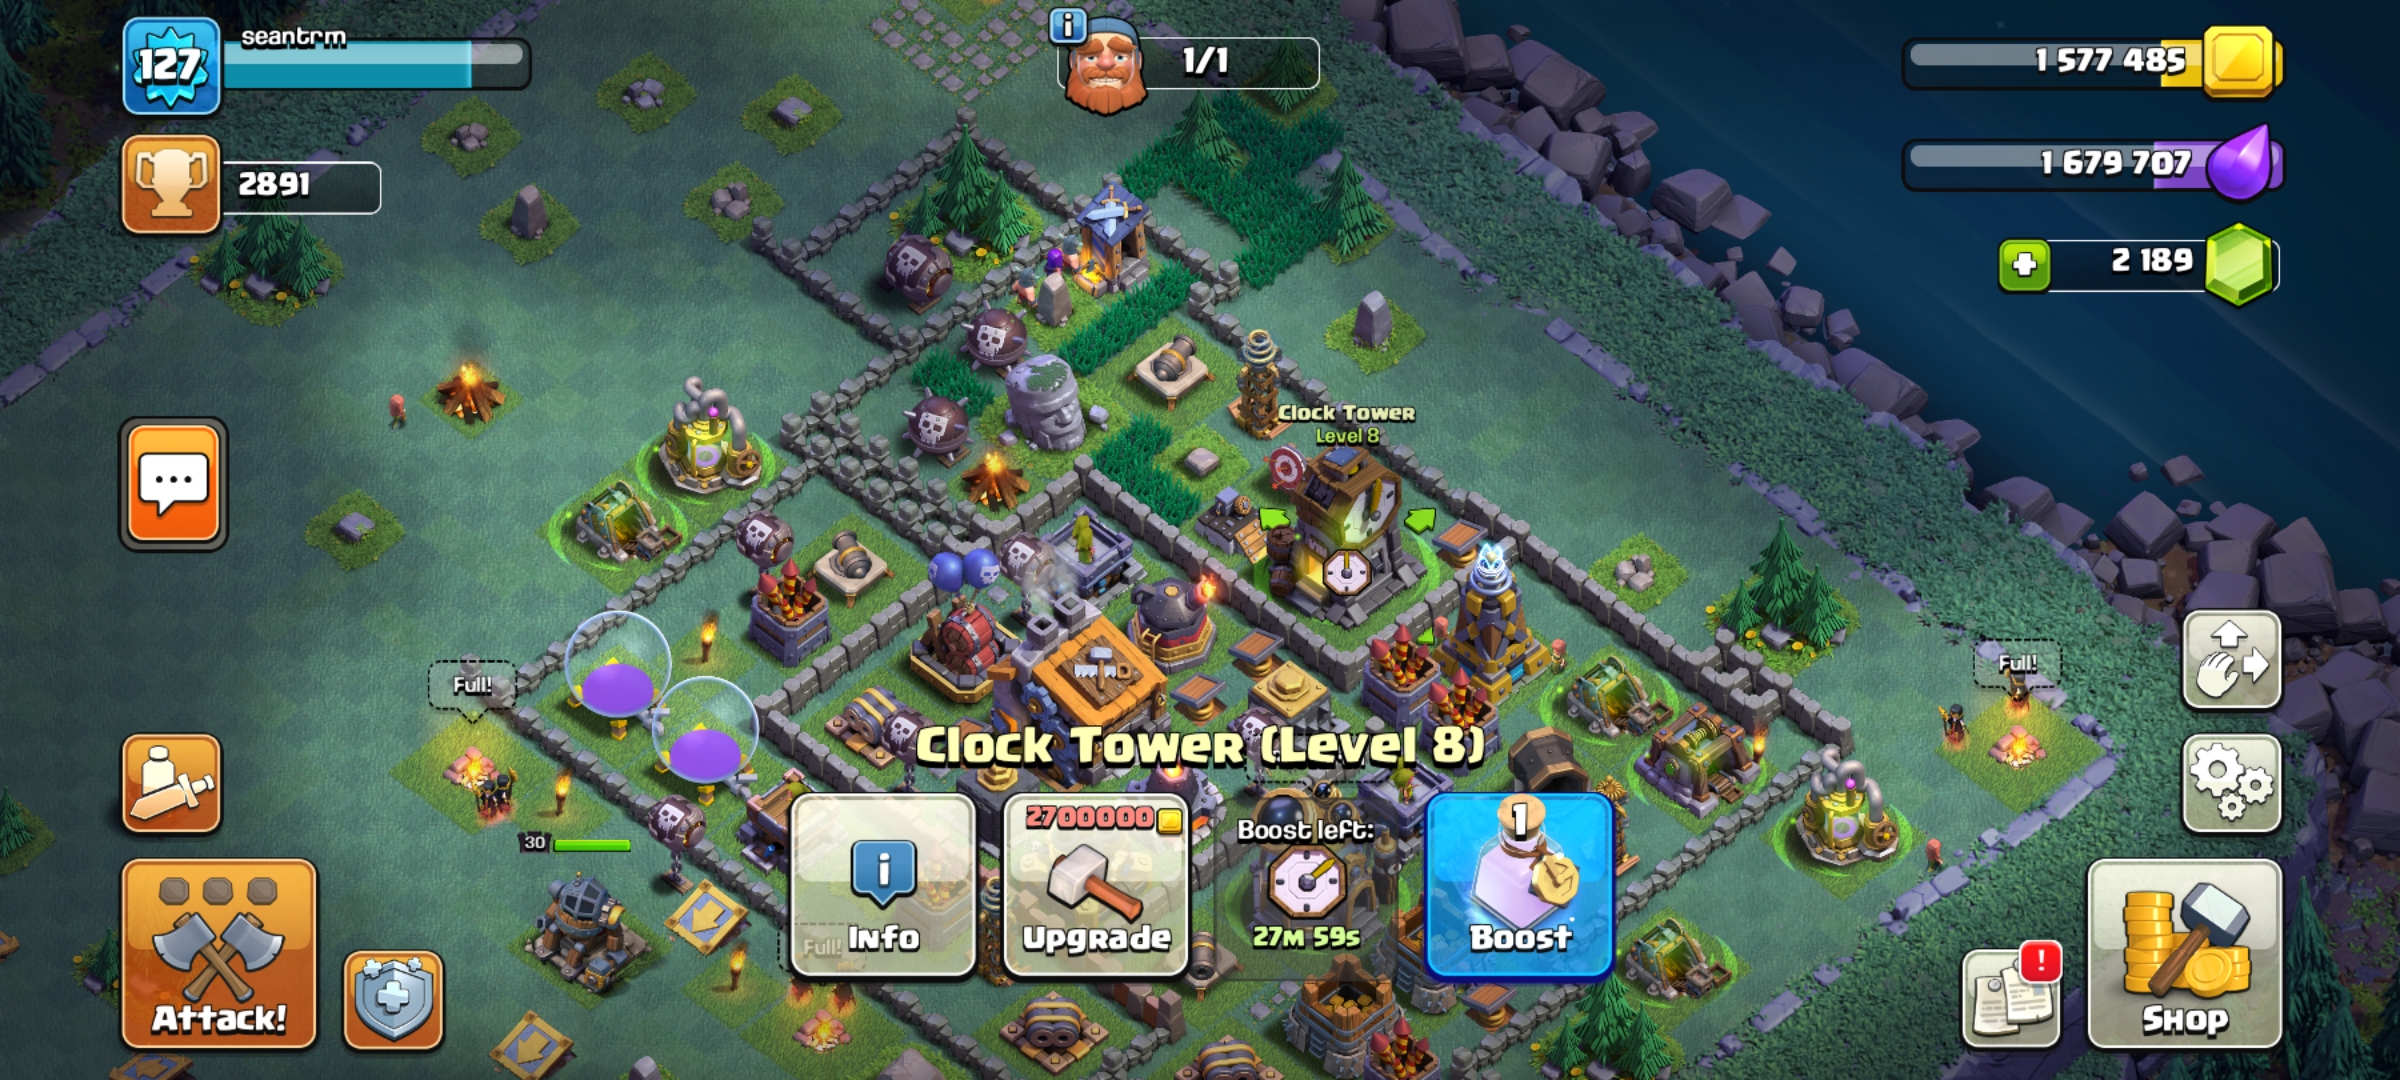 127
seantrm
1/1
1 577 485
2891
1 679 707
2 189
Clock Tower
Level 8
Full!
Full!
Clock Tower (Level 8)
2700000
Boost left:
1
30
Full!
Info
Upgrade
27M 59s
Boost
Attack!
!
Shop